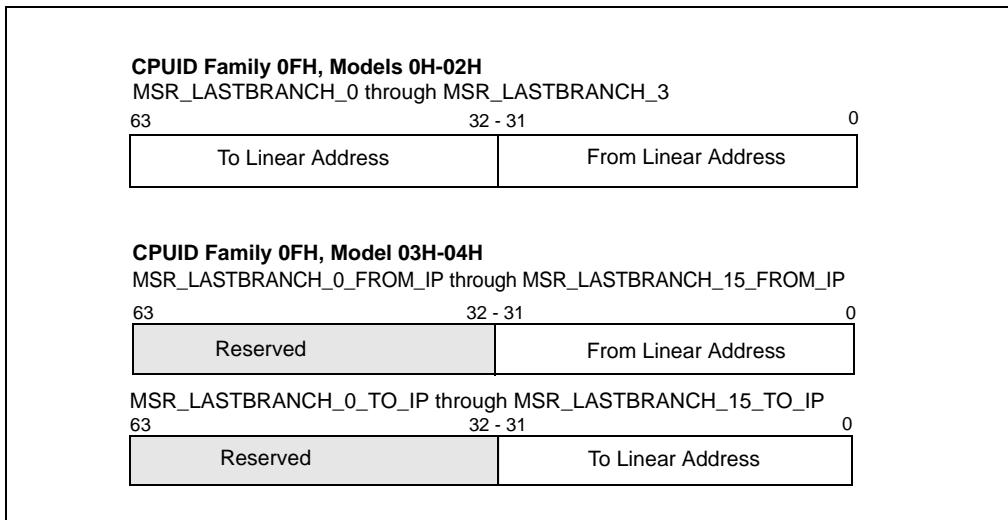 CPUID Family 0FH, Models 0H-02H
MSR_LASTBRANCH_0 through MSR_LASTBRANCH_3
63 32 - 31 0
To Linear Address From Linear Address
CPUID Family 0FH, Model 03H-04H
MSR_LASTBRANCH_0_FROM_IP through MSR_LASTBRANCH_15_FROM_IP
63 32 - 31 0
Reserved From Linear Address
MSR_LASTBRANCH_0_TO_IP through MSR_LASTBRANCH_15_TO_IP
63 32 - 31 0
Reserved To Linear Address